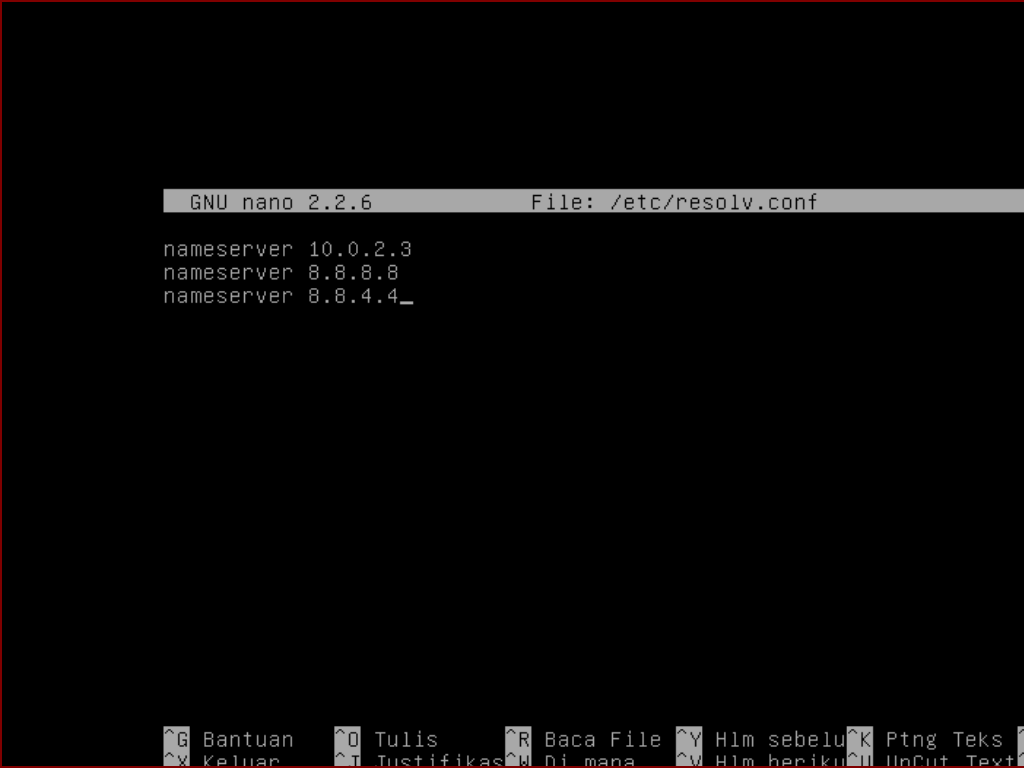 GNU nano 2.2.6 File: /etc/resolv.conf
nameserver 10.0.2.3
nameserver 8.8.8.8
nameserver 8.8.4.4_
^G Bantuan ^O Tulis ^R Baca File ^Y Hlm sebelu ^K Ptng Teks
^X Keluar ^J Justifikas ^W Di mana ^V Hlm beriku ^U UnCut Text